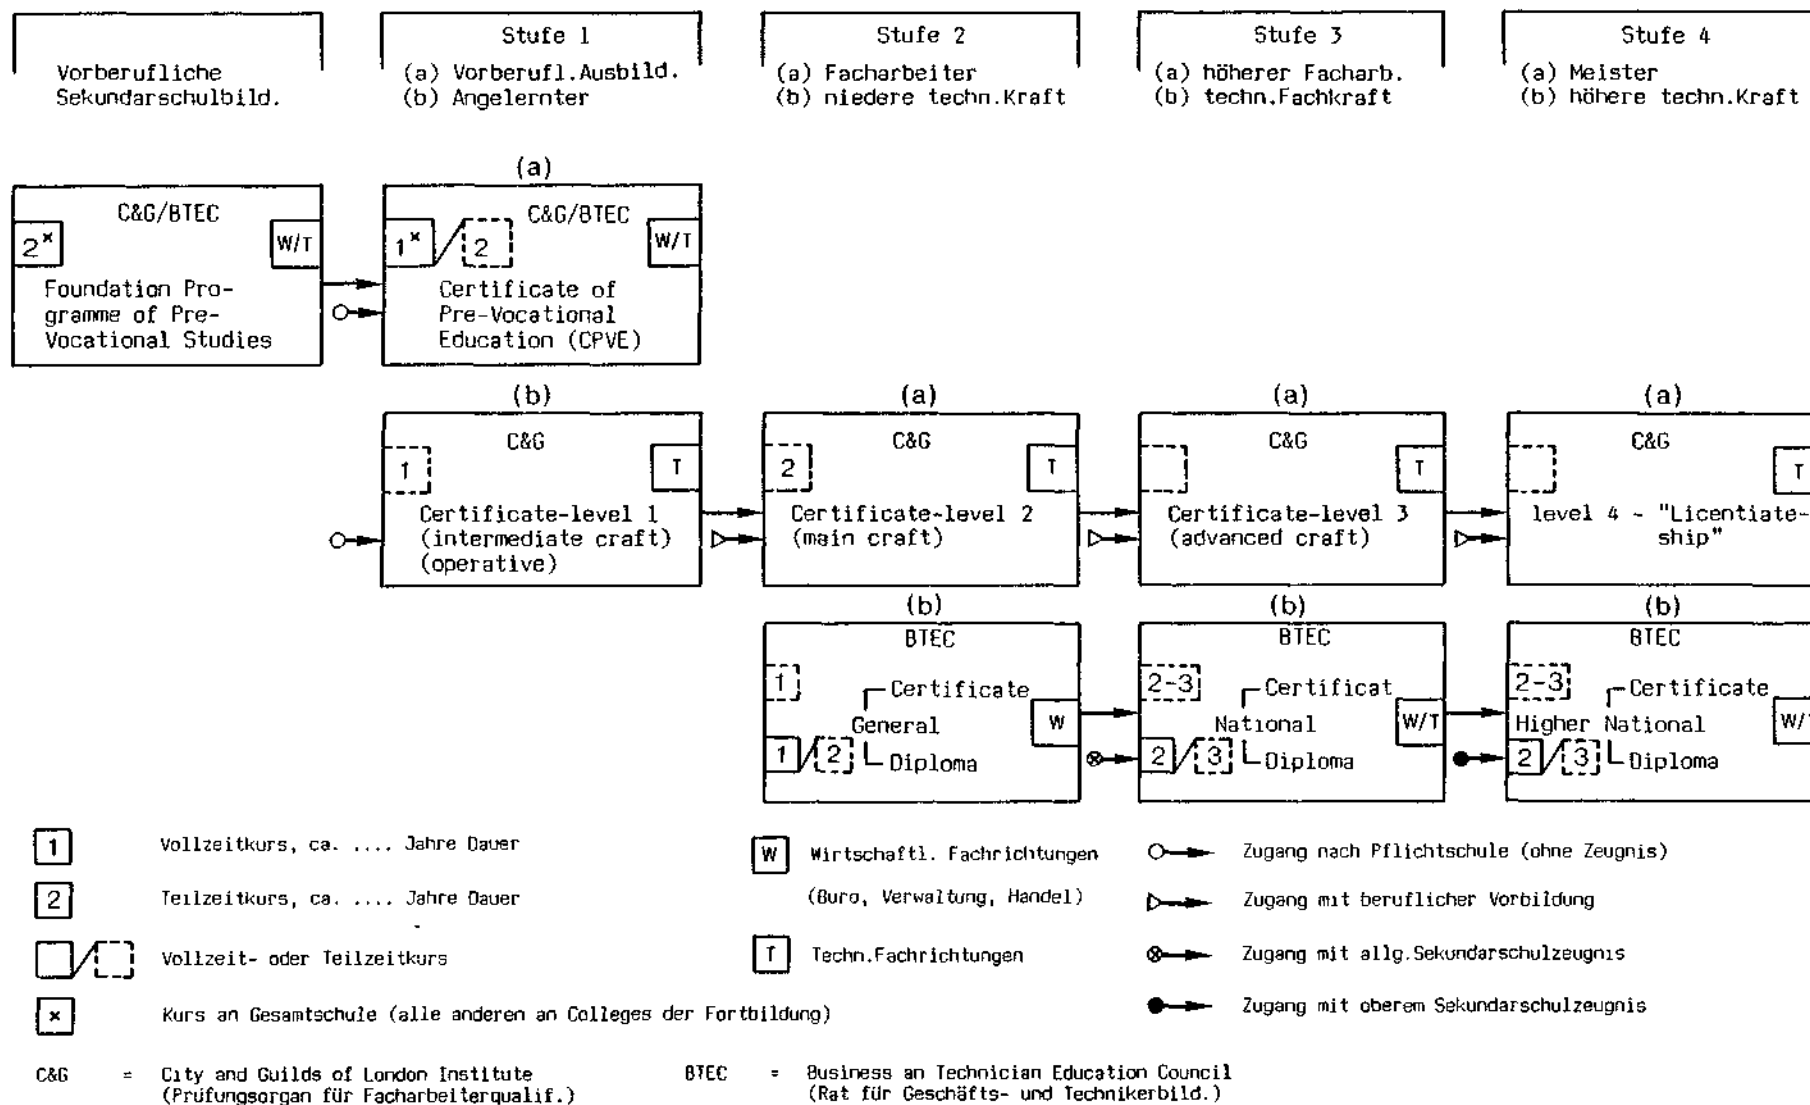 Vorberufliche
Sekundarschulbild.
Stufe 1
(a) Vorberufl.Ausbild.
(b) Angelernter
Stufe 2
(a) Facharbeiter
(b) niedere techn.Kraft
Stufe 3
(a) höherer Facharb.
(b) techn.Fachkraft
Stufe 4
(a) Meister
(b) höhere techn.Kraft
C&G/BTEC
2x
W/T
Foundation Pro-
gramme of Pre-
Vocational Studies
(a)
C&G/BTEC
1x
2
W/T
Certificate of
Pre-Vocational
Education (CPVE)
(b)
C&G
1
T
Certificate-level 1
(intermediate craft)
(operative)
(a)
C&G
2
T
Certificate-level 2
(main craft)
(a)
C&G
T
Certificate-level 3
(advanced craft)
(a)
C&G
T
level 4 - "Licentiate-
ship"
(b)
BTEC
1
Certificate
General
W
1
2
Diploma
(b)
BTEC
2-3
Certificat
National
W/T
2
3
Diploma
(b)
BTEC
2-3
Certificate
Higher National
W/T
2
3
Diploma
1
Vollzeitkurs, ca. .... Jahre Dauer
2
Teilzeitkurs, ca. .... Jahre Dauer
Vollzeit- oder Teilzeitkurs
x
Kurs an Gesamtschule (alle anderen an Colleges der Fortbildung)
W
Wirtschaftl. Fachrichtungen
(Buro, Verwaltung, Handel)
T
Techn.Fachrichtungen
Zugang nach Pflichtschule (ohne Zeugnis)
Zugang mit beruflicher Vorbildung
Zugang mit allg.Sekundarschulzeugnis
Zugang mit oberem Sekundarschulzeugnis
C&G = City and Guilds of London Institute
(Prüfungsorgan für Facharbeiterqualif.)
BTEC = Business an Technician Education Council
(Rat für Geschäfts- und Technikerbild.)